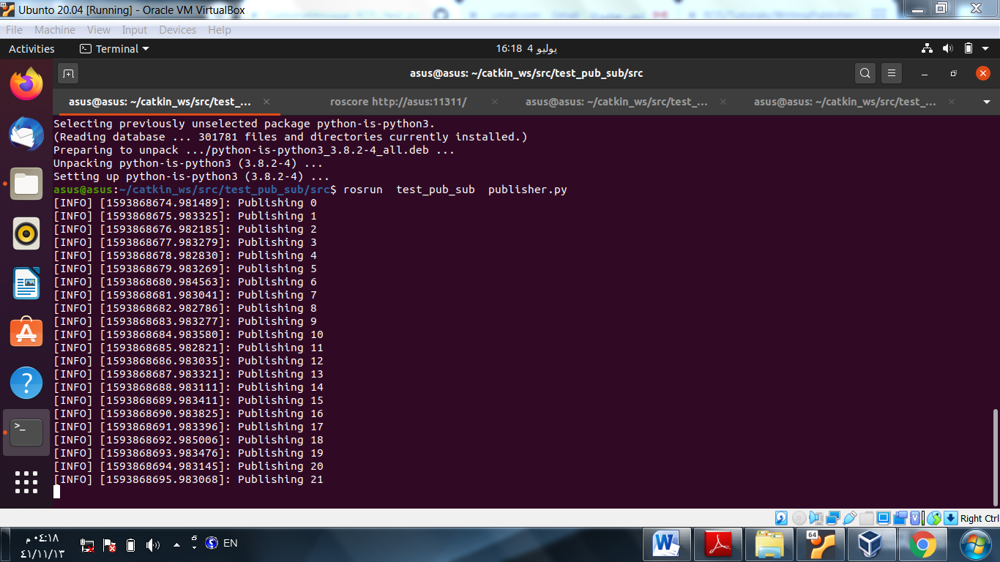 Ubunto 20.04 [Running] - Oracle VM VirtualBox
File Machine View Input Devices Help
Activities Terminal 16:18 4 يوليو
asus@asus: ~/catkin_ws/src/test_pub_sub/src
asus@asus: ~/catkin_ws/src/test_... roscore http://asus:11311/ asus@asus: ~/catkin_ws/src/test_... asus@asus: ~/catkin_ws/src/test_...
Selecting previously unselected package python-is-python3.
(Reading database ... 301781 files and directories currently installed.)
Preparing to unpack .../python-is-python3_3.8.2-4_all.deb ...
Unpacking python-is-python3 (3.8.2-4) ...
Setting up python-is-python3 (3.8.2-4) ...
asus@asus:~/catkin_ws/src/test_pub_sub/src$ rosrun  test_pub_sub  publisher.py
[INFO] [1593868674.981489]: Publishing 0
[INFO] [1593868675.983325]: Publishing 1
[INFO] [1593868676.982185]: Publishing 2
[INFO] [1593868677.983279]: Publishing 3
[INFO] [1593868678.982830]: Publishing 4
[INFO] [1593868679.983269]: Publishing 5
[INFO] [1593868680.984563]: Publishing 6
[INFO] [1593868681.983041]: Publishing 7
[INFO] [1593868682.982786]: Publishing 8
[INFO] [1593868683.983277]: Publishing 9
[INFO] [1593868684.983580]: Publishing 10
[INFO] [1593868685.982821]: Publishing 11
[INFO] [1593868686.983035]: Publishing 12
[INFO] [1593868687.983321]: Publishing 13
[INFO] [1593868688.983111]: Publishing 14
[INFO] [1593868689.983411]: Publishing 15
[INFO] [1593868690.983825]: Publishing 16
[INFO] [1593868691.983396]: Publishing 17
[INFO] [1593868692.985006]: Publishing 18
[INFO] [1593868693.983476]: Publishing 19
[INFO] [1593868694.983145]: Publishing 20
[INFO] [1593868695.983068]: Publishing 21
Right Ctrl
٠٤:١٨ م
٤١/١١/١٣
EN
64